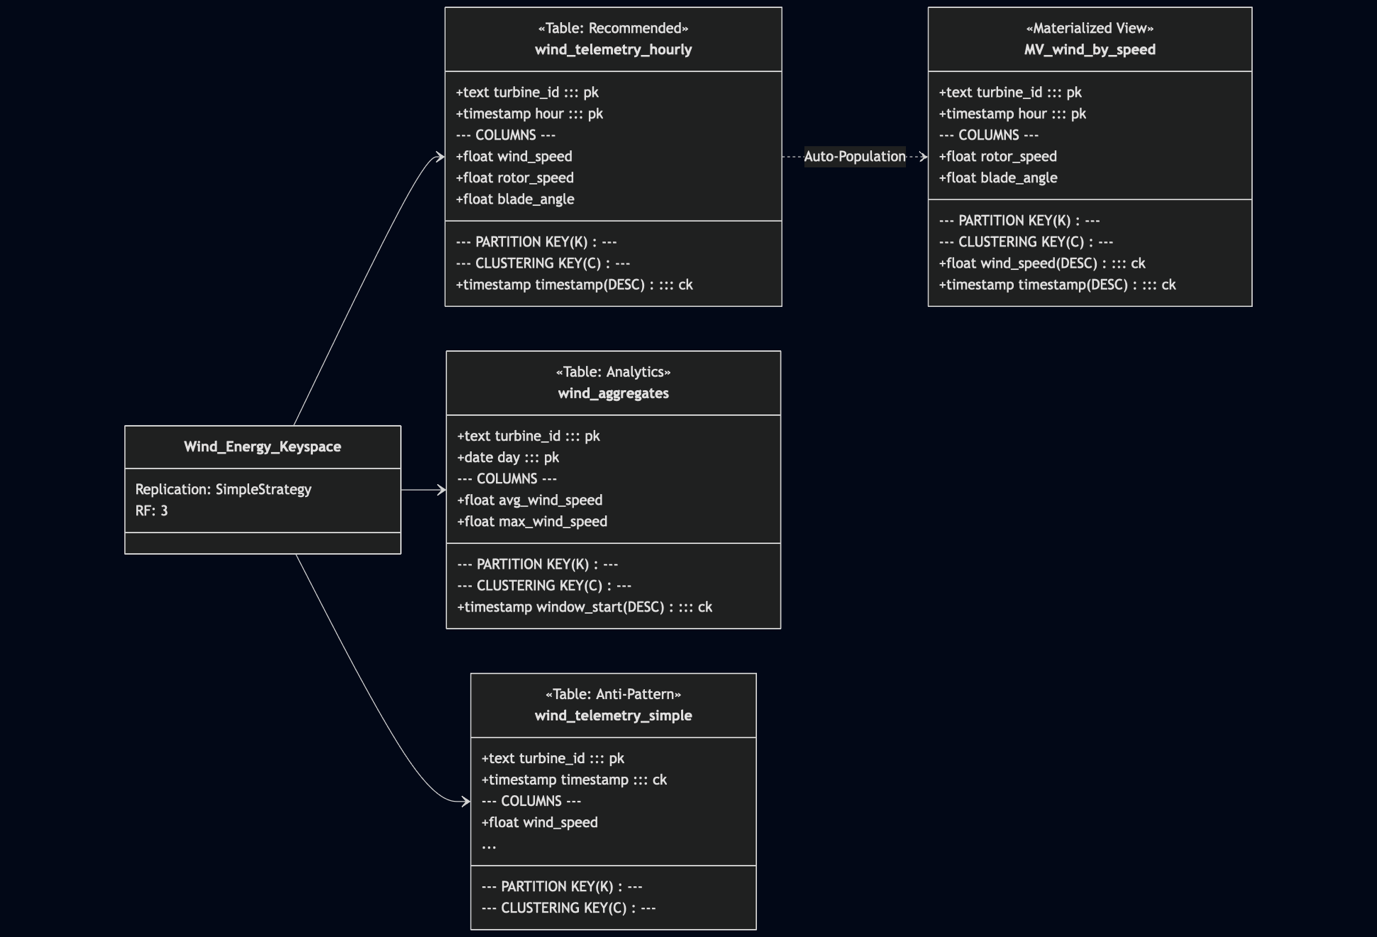 «Table: Recommended»
wind_telemetry_hourly
+text turbine_id ::: pk
+timestamp hour ::: pk
--- COLUMNS ---
+float wind_speed
+float rotor_speed
+float blade_angle
--- PARTITION KEY(K) : ---
--- CLUSTERING KEY(C) : ---
+timestamp timestamp(DESC) : ::: ck
Auto-Population
«Materialized View»
MV_wind_by_speed
+text turbine_id ::: pk
+timestamp hour ::: pk
--- COLUMNS ---
+float rotor_speed
+float blade_angle
--- PARTITION KEY(K) : ---
--- CLUSTERING KEY(C) : ---
+float wind_speed(DESC) : ::: ck
+timestamp timestamp(DESC) : ::: ck
Wind_Energy_Keyspace
Replication: SimpleStrategy
RF: 3
«Table: Analytics»
wind_aggregates
+text turbine_id ::: pk
+date day ::: pk
--- COLUMNS ---
+float avg_wind_speed
+float max_wind_speed
--- PARTITION KEY(K) : ---
--- CLUSTERING KEY(C) : ---
+timestamp window_start(DESC) : ::: ck
«Table: Anti-Pattern»
wind_telemetry_simple
+text turbine_id ::: pk
+timestamp timestamp ::: ck
--- COLUMNS ---
+float wind_speed
...
--- PARTITION KEY(K) : ---
--- CLUSTERING KEY(C) : ---